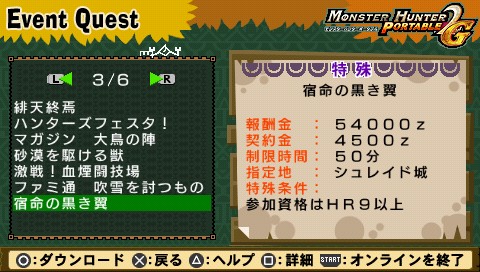 Event Quest
MONSTER HUNTER
PORTABLE 2nd G
L 3/6 R
緋天終焉
ハンターズフェスタ！
マガジン　大鳥の陣
砂漠を駆ける獣
激戦！血煙闘技場
ファミ通　吹雪を討つもの
宿命の黒き翼
特殊
宿命の黒き翼
報酬金　：５４０００ｚ
契約金　：４５００ｚ
制限時間：５０分
指定地　：シュレイド城
特殊条件：
参加資格はＨＲ９以上
○:ダウンロード ×:戻る △:ヘルプ □:詳細 START:オンラインを終了